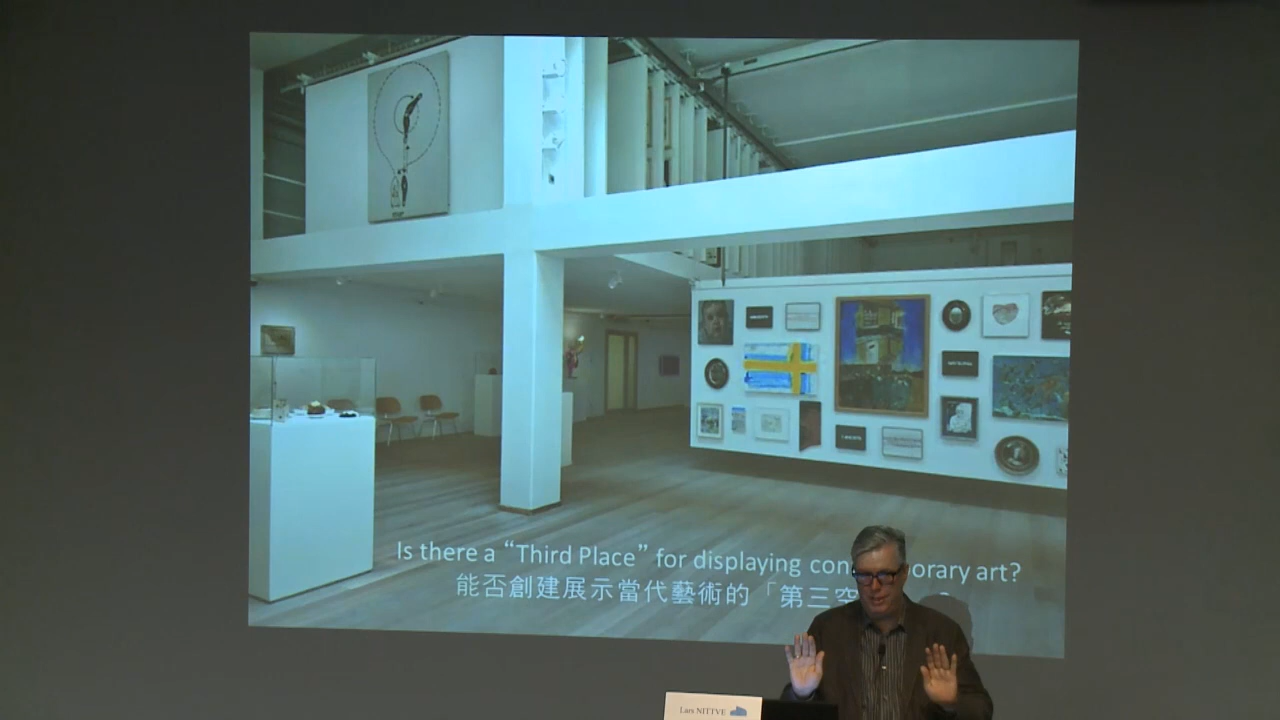 Is there a “Third Place” for displaying con orary art?
能否創建展示當代藝術的「第三空
Lars NITTVE